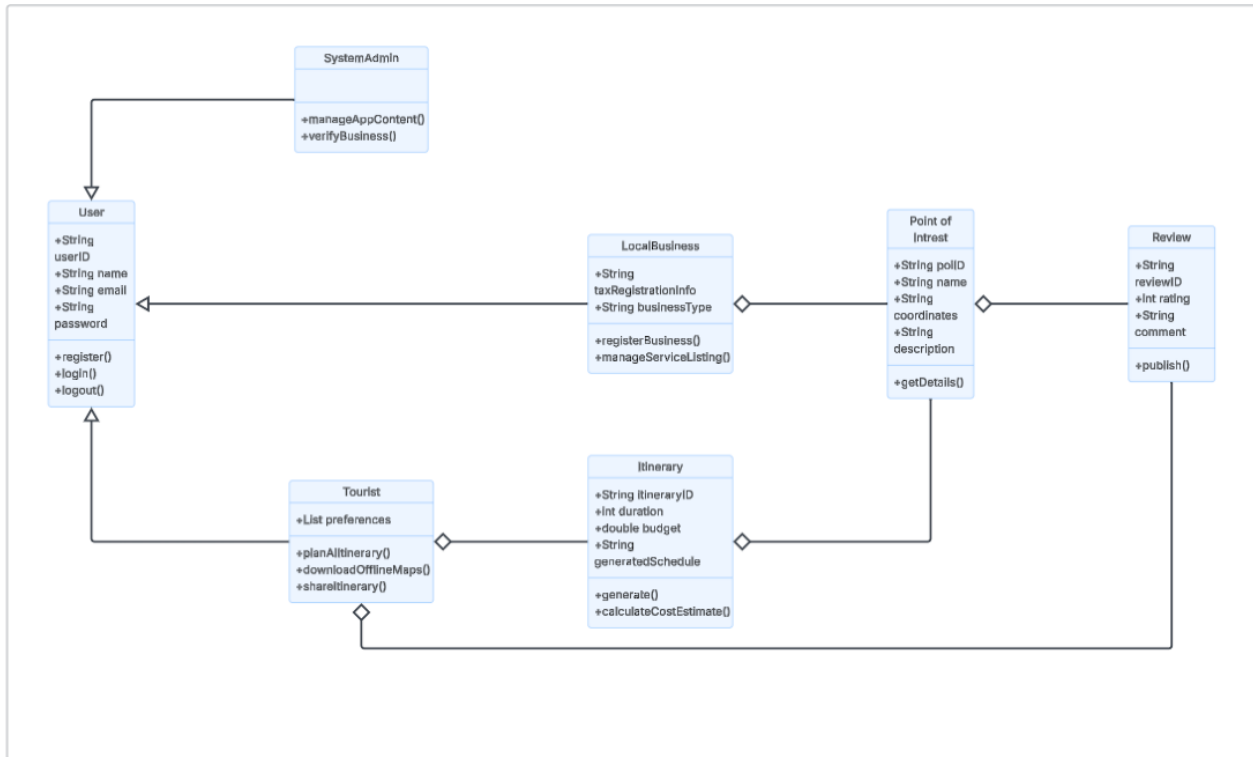 SystemAdmin
+manageAppContent()
+verifyBusiness()
User
+String
userID
+String name
+String email
+String
password
+register()
+login()
+logout()
LocalBusiness
+String
taxRegistrationInfo
+String businessType
+registerBusiness()
+manageServiceListing()
Point of
Intrest
+String poiID
+String name
+String
coordinates
+String
description
+getDetails()
Review
+String
reviewID
+int rating
+String
comment
+publish()
Tourist
+List preferences
+planAIItinerary()
+downloadOfflineMaps()
+shareItinerary()
Itinerary
+String itineraryID
+int duration
+double budget
+String
generatedSchedule
+generate()
+calculateCostEstimate()